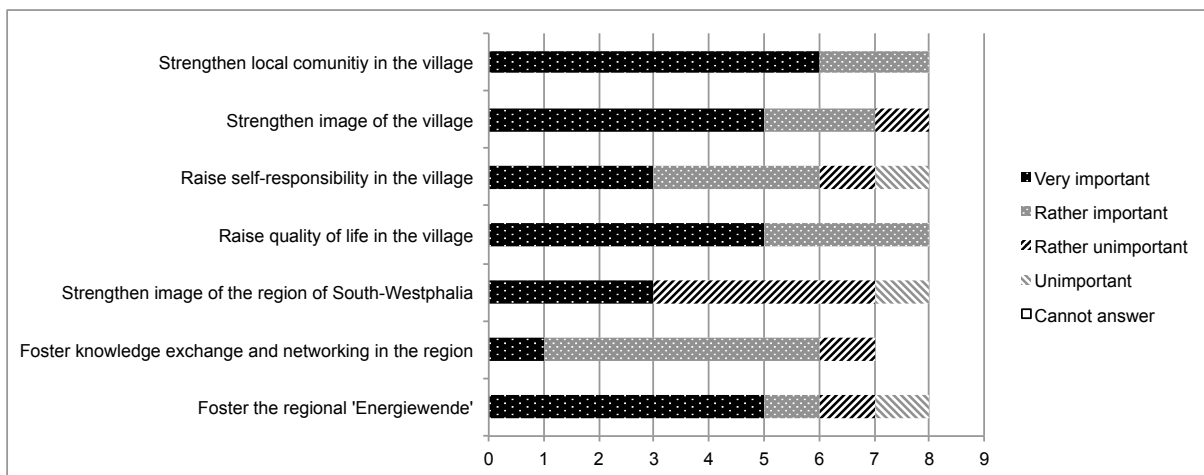 Strengthen local comunitiy in the village
Strengthen image of the village
Raise self-responsibility in the village
Raise quality of life in the village
Strengthen image of the region of South-Westphalia
Foster knowledge exchange and networking in the region
Foster the regional 'Energiewende'
0 1 2 3 4 5 6 7 8 9
Very important
Rather important
Rather unimportant
Unimportant
Cannot answer